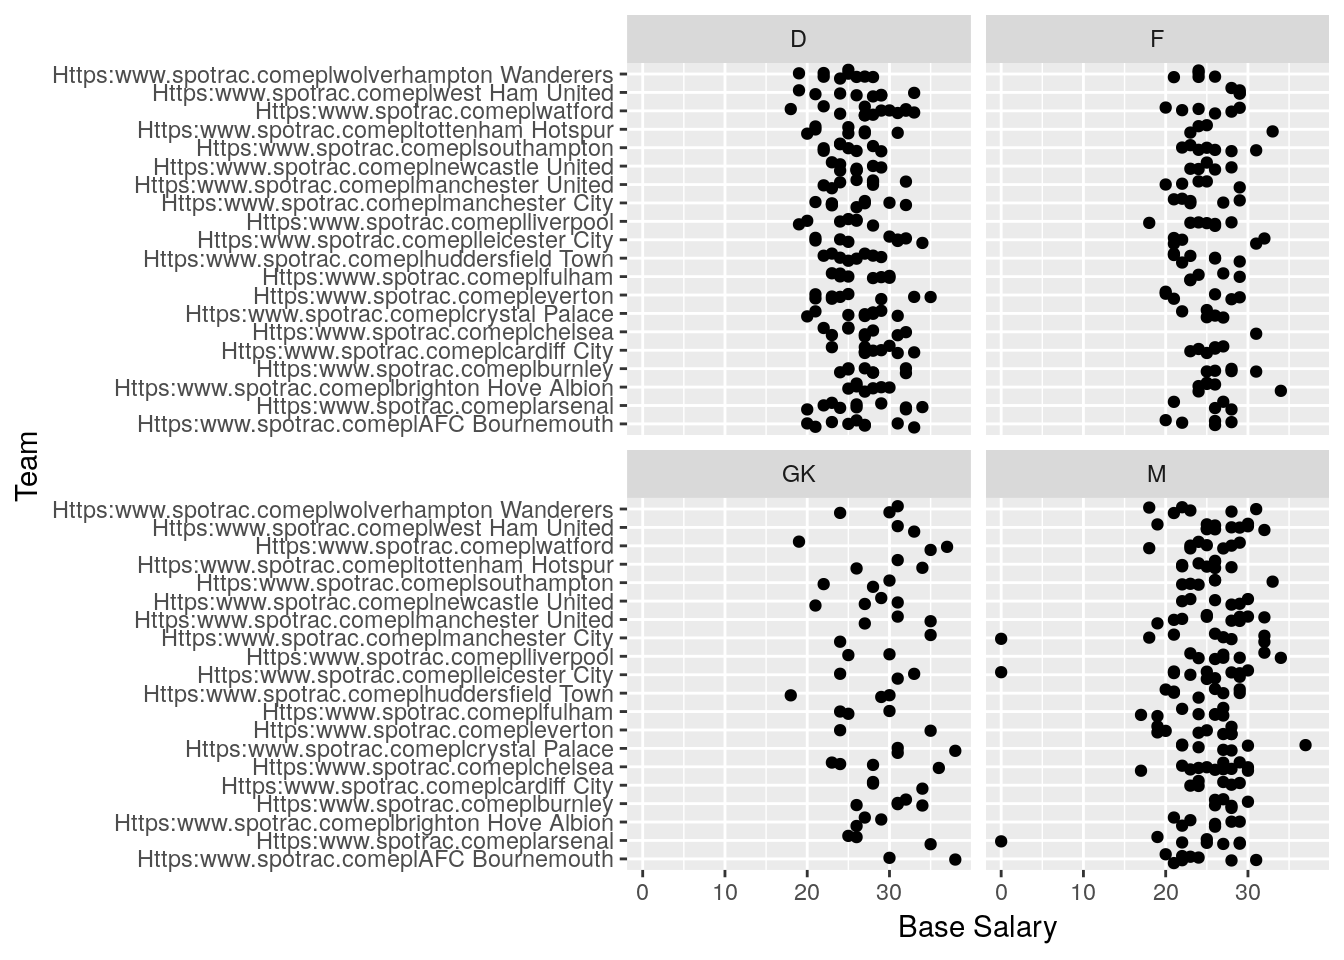 D
F
Https:www.spotrac.comeplwolverhampton Wanderers
Https:www.spotrac.comeplwest Ham United
Https:www.spotrac.comeplwatford
Https:www.spotrac.comepltottenham Hotspur
Https:www.spotrac.comeplsouthampton
Https:www.spotrac.comeplnewcastle United
Https:www.spotrac.comeplmanchester United
Https:www.spotrac.comeplmanchester City
Https:www.spotrac.comeplliverpool
Https:www.spotrac.comeplleicester City
Https:www.spotrac.comeplhuddersfield Town
Https:www.spotrac.comeplfulham
Https:www.spotrac.comepleverton
Https:www.spotrac.comeplcrystal Palace
Https:www.spotrac.comeplchelsea
Https:www.spotrac.comeplcardiff City
Https:www.spotrac.comeplburnley
Https:www.spotrac.comeplbrighton Hove Albion
Https:www.spotrac.comeplarsenal
Https:www.spotrac.comeplAFC Bournemouth
Team
GK
M
Https:www.spotrac.comeplwolverhampton Wanderers
Https:www.spotrac.comeplwest Ham United
Https:www.spotrac.comeplwatford
Https:www.spotrac.comepltottenham Hotspur
Https:www.spotrac.comeplsouthampton
Https:www.spotrac.comeplnewcastle United
Https:www.spotrac.comeplmanchester United
Https:www.spotrac.comeplmanchester City
Https:www.spotrac.comeplliverpool
Https:www.spotrac.comeplleicester City
Https:www.spotrac.comeplhuddersfield Town
Https:www.spotrac.comeplfulham
Https:www.spotrac.comepleverton
Https:www.spotrac.comeplcrystal Palace
Https:www.spotrac.comeplchelsea
Https:www.spotrac.comeplcardiff City
Https:www.spotrac.comeplburnley
Https:www.spotrac.comeplbrighton Hove Albion
Https:www.spotrac.comeplarsenal
Https:www.spotrac.comeplAFC Bournemouth
0 10 20 30 0 10 20 30
Base Salary